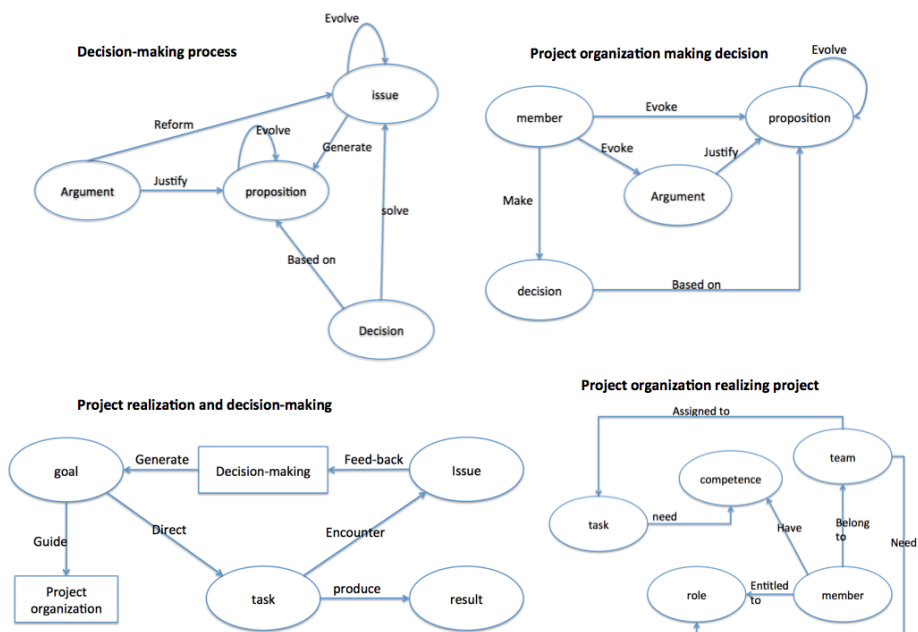 Decision-making process
Evolve
issue
Reform
Evolve
Generate
Argument
Justify
proposition
solve
Based on
Decision
Project organization making decision
Evolve
member
Evoke
proposition
Evoke
Justify
Argument
Make
decision
Based on
Project realization and decision-making
goal
Generate
Decision-making
Feed-back
Issue
Guide
Direct
Encounter
Project
organization
task
produce
result
Project organization realizing project
Assigned to
team
competence
task
need
Have
Belong
to
Need
role
Entitled
to
member